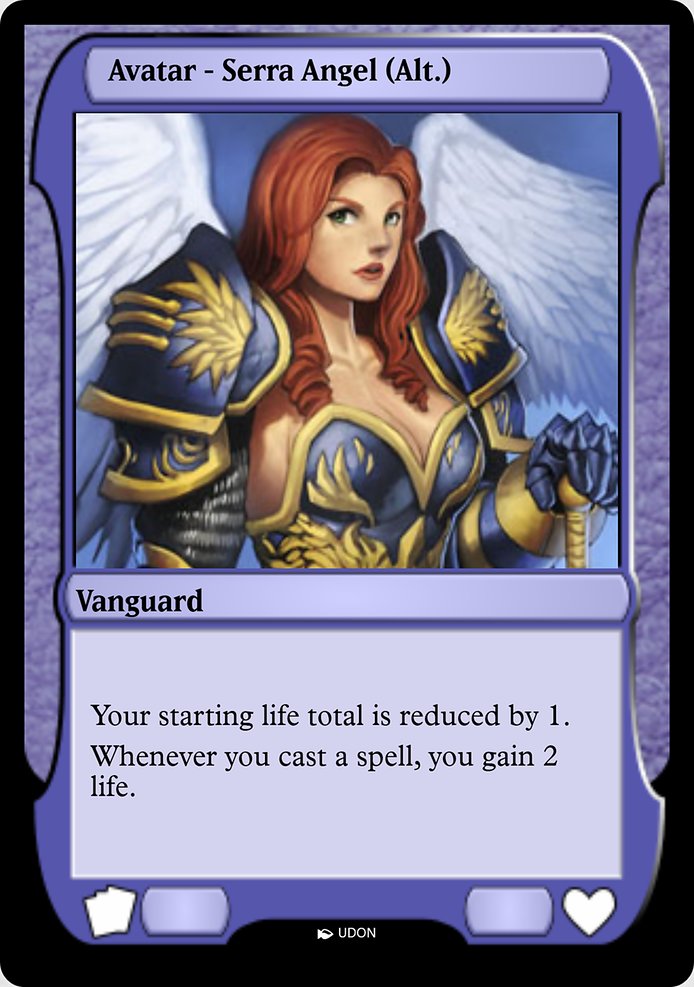 Avatar - Serra Angel (Alt.)
Vanguard
Your starting life total is reduced by 1.
Whenever you cast a spell, you gain 2
life.
UDON